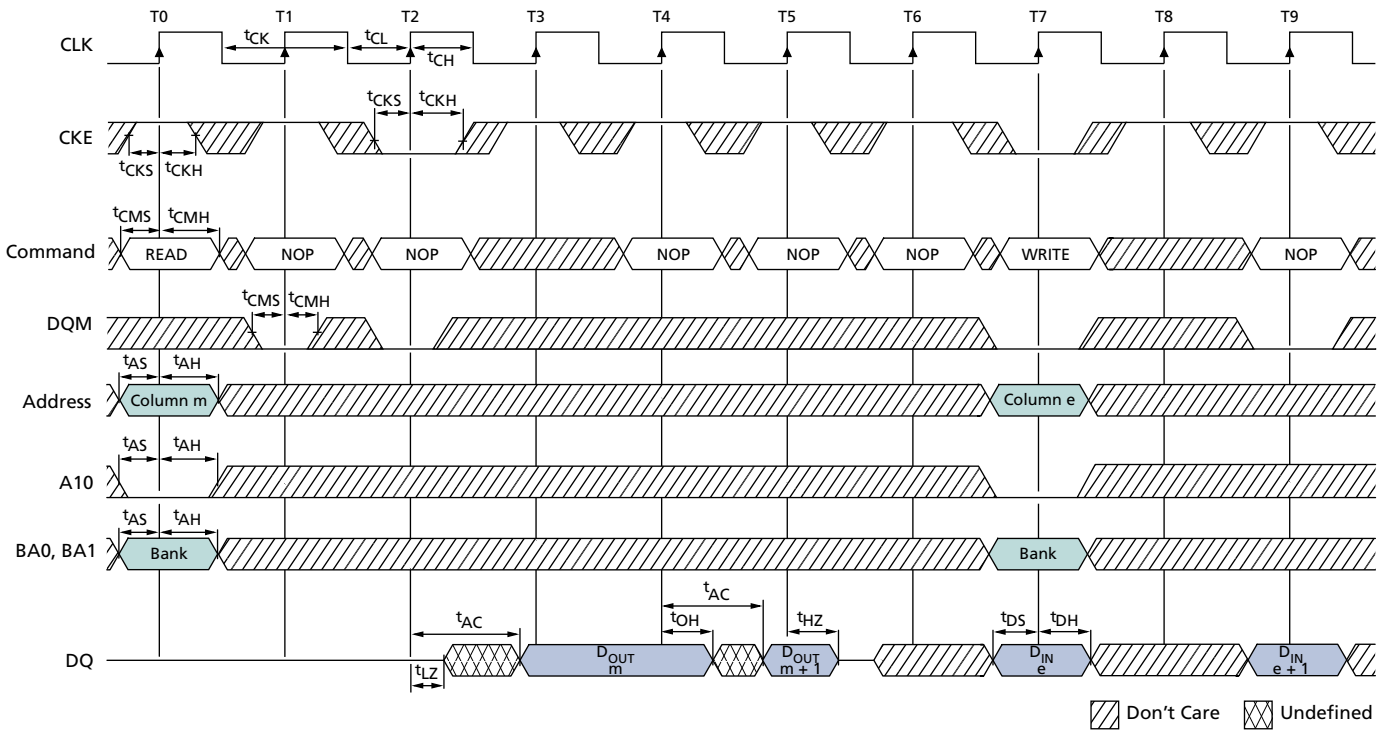 T0 T1 T2 T3 T4 T5 T6 T7 T8 T9
CLK
tCK tCL
tCH
tCKS tCKH
CKE
tCKS tCKH
tCMS tCMH
Command READ NOP NOP NOP NOP NOP WRITE NOP
tCMS tCMH
DQM
tAS tAH
Address Column m Column e
tAS tAH
A10
tAS tAH
BA0, BA1 Bank Bank
tAC
tAC tOH tHZ tDS tDH
DQ DOUT m DOUT m + 1 DIN e DIN e + 1
tLZ
Don't Care Undefined